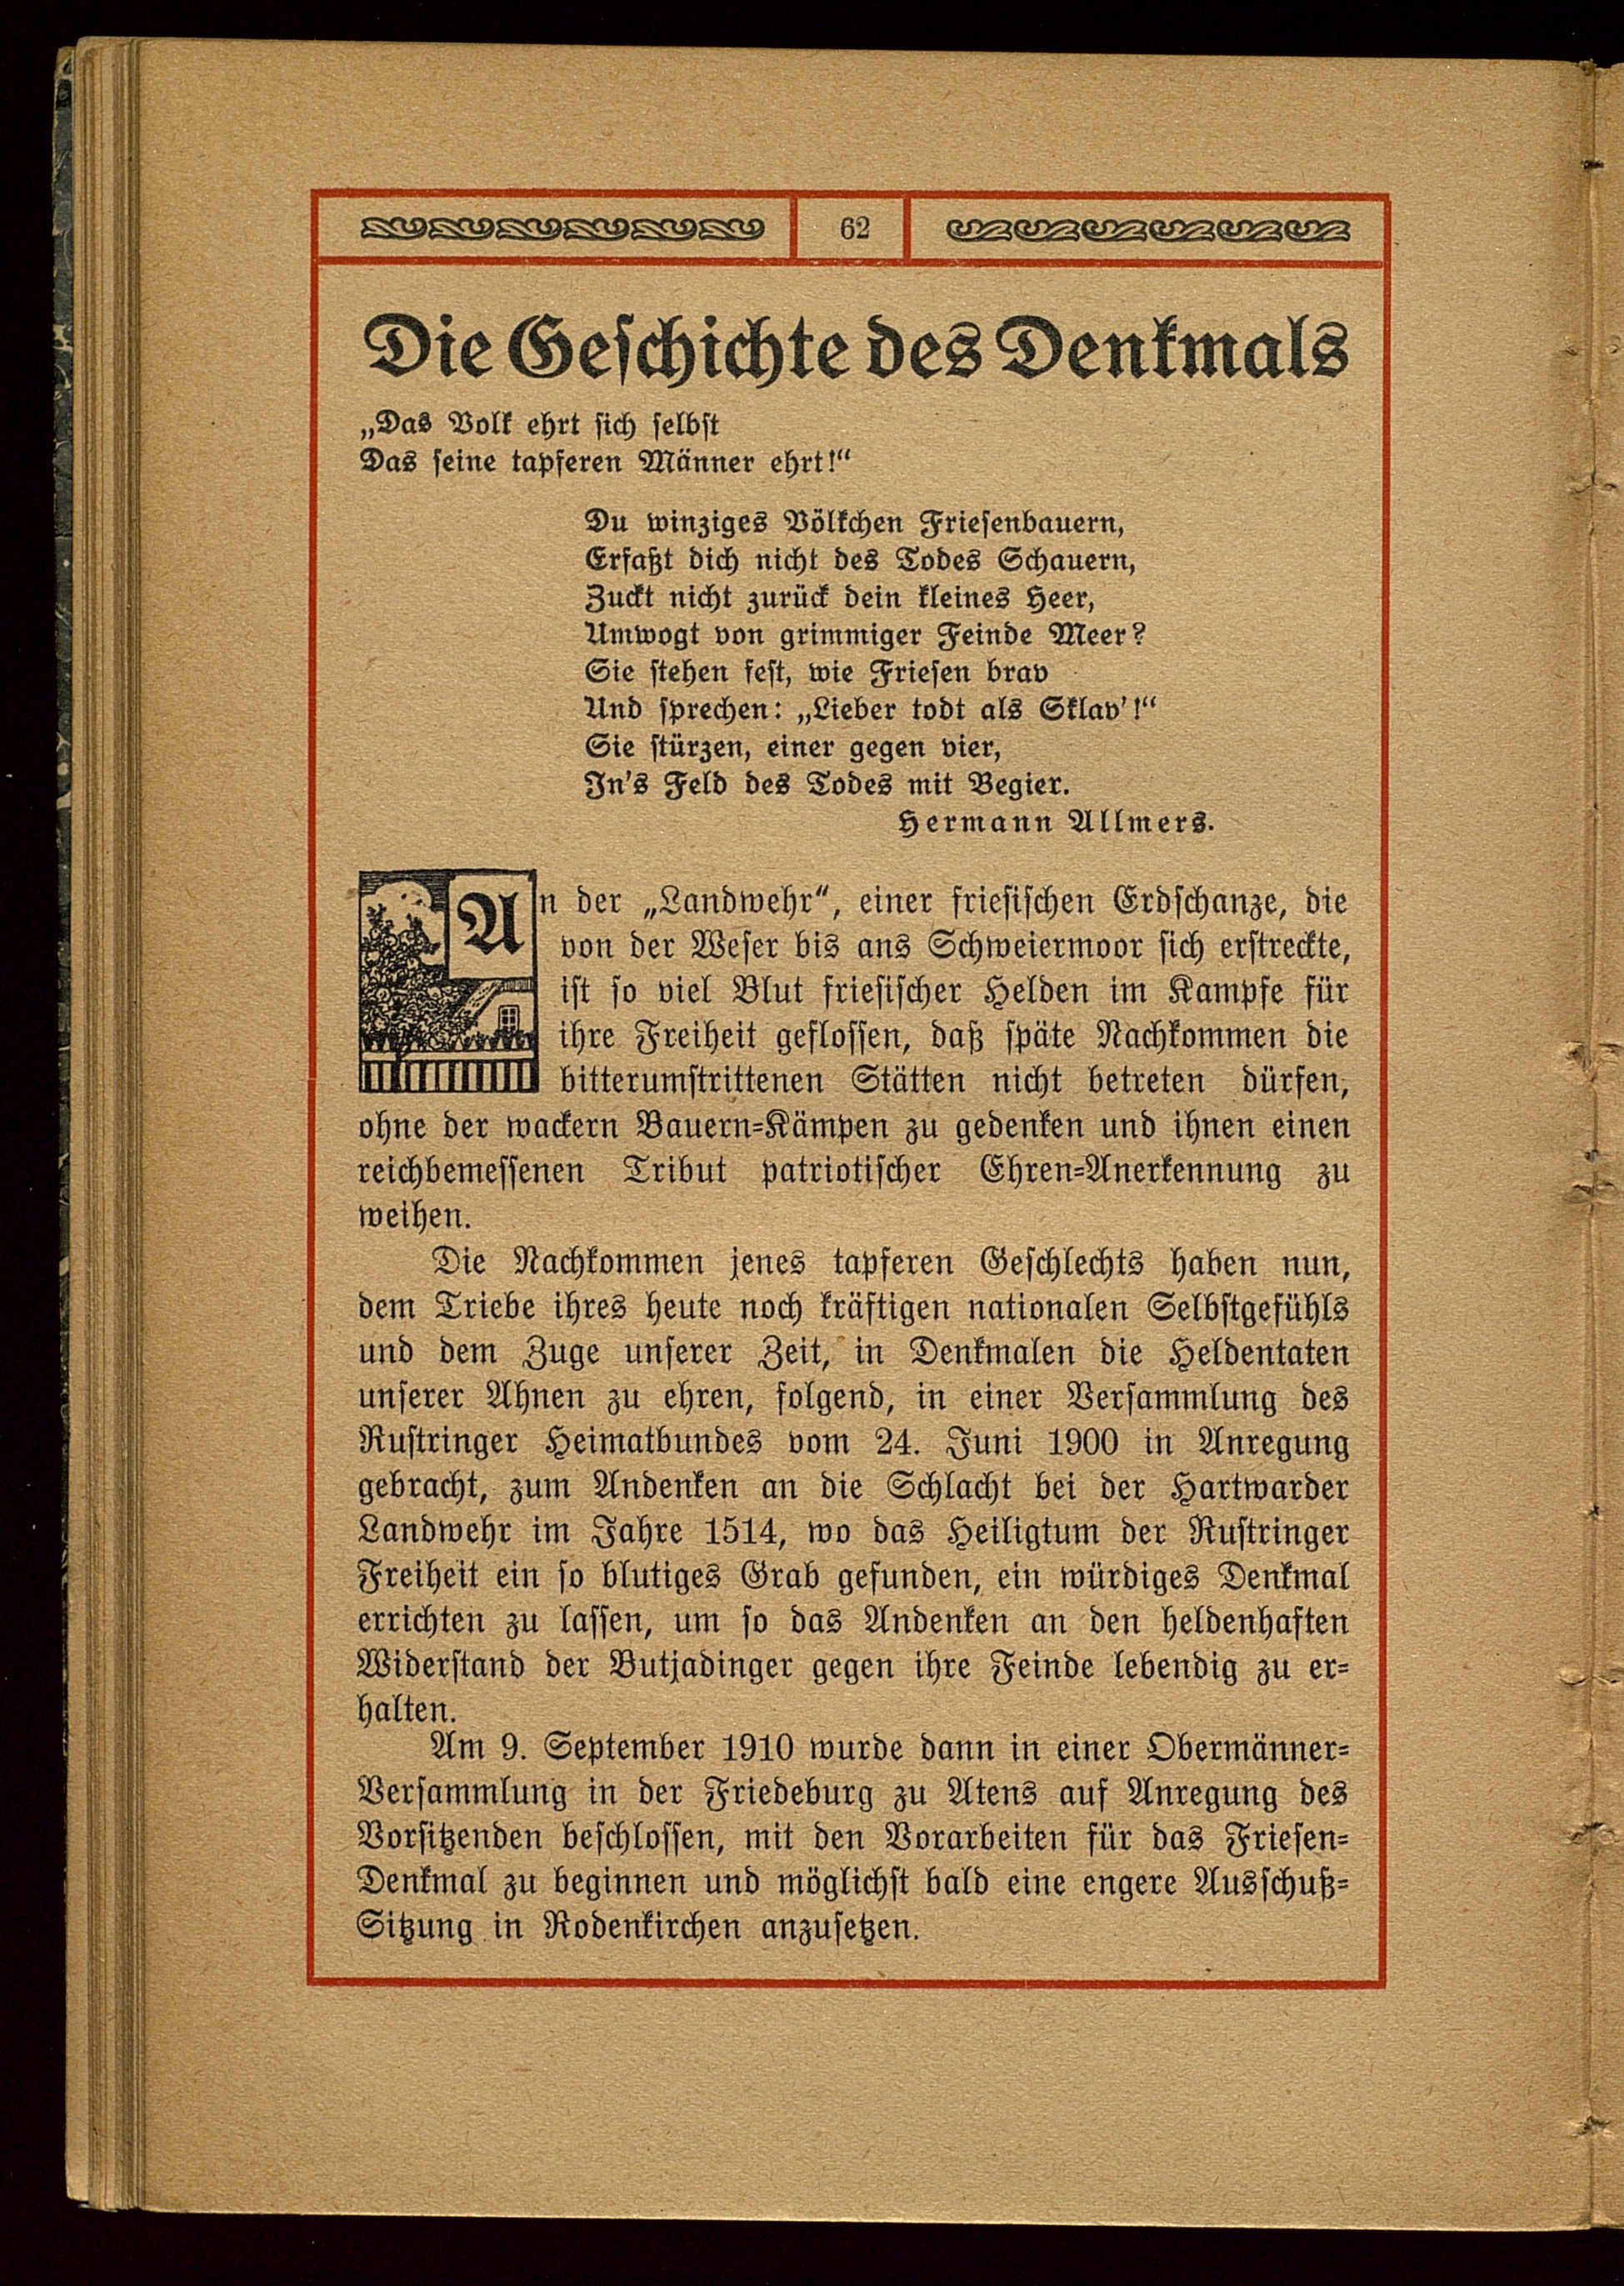 62
Die Geschichte des Denkmals
„Das Volk ehrt sich selbst
Das seine tapferen Männer ehrt!“
Du winziges Völkchen Friesenbauern,
Erfaßt dich nicht des Todes Schauern,
Zuckt nicht zurück dein kleines Heer,
Umwogt von grimmiger Feinde Meer?
Sie stehen fest, wie Friesen brav
Und sprechen: „Lieber todt als Sklav’!“
Sie stürzen, einer gegen vier,
In’s Feld des Todes mit Begier.
Hermann Allmers.
An der „Landwehr“, einer friesischen Erdschanze, die
von der Weser bis ans Schweiermoor sich erstreckte,
ist so viel Blut friesischer Helden im Kampfe für
ihre Freiheit geflossen, daß späte Nachkommen die
bitterumstrittenen Stätten nicht betreten dürfen,
ohne der wackern Bauern-Kämpen zu gedenken und ihnen einen
reichbemessenen Tribut patriotischer Ehren-Anerkennung zu
weihen.
Die Nachkommen jenes tapferen Geschlechts haben nun,
dem Triebe ihres heute noch kräftigen nationalen Selbstgefühls
und dem Zuge unserer Zeit, in Denkmalen die Heldentaten
unserer Ahnen zu ehren, folgend, in einer Versammlung des
Rustringer Heimatbundes vom 24. Juni 1900 in Anregung
gebracht, zum Andenken an die Schlacht bei der Hartwarder
Landwehr im Jahre 1514, wo das Heiligtum der Rustringer
Freiheit ein so blutiges Grab gefunden, ein würdiges Denkmal
errichten zu lassen, um so das Andenken an den heldenhaften
Widerstand der Butjadinger gegen ihre Feinde lebendig zu er-
halten.
Am 9. September 1910 wurde dann in einer Obermänner-
Versammlung in der Friedeburg zu Atens auf Anregung des
Vorsitzenden beschlossen, mit den Vorarbeiten für das Friesen-
Denkmal zu beginnen und möglichst bald eine engere Ausschuß-
Sitzung in Rodenkirchen anzusetzen.